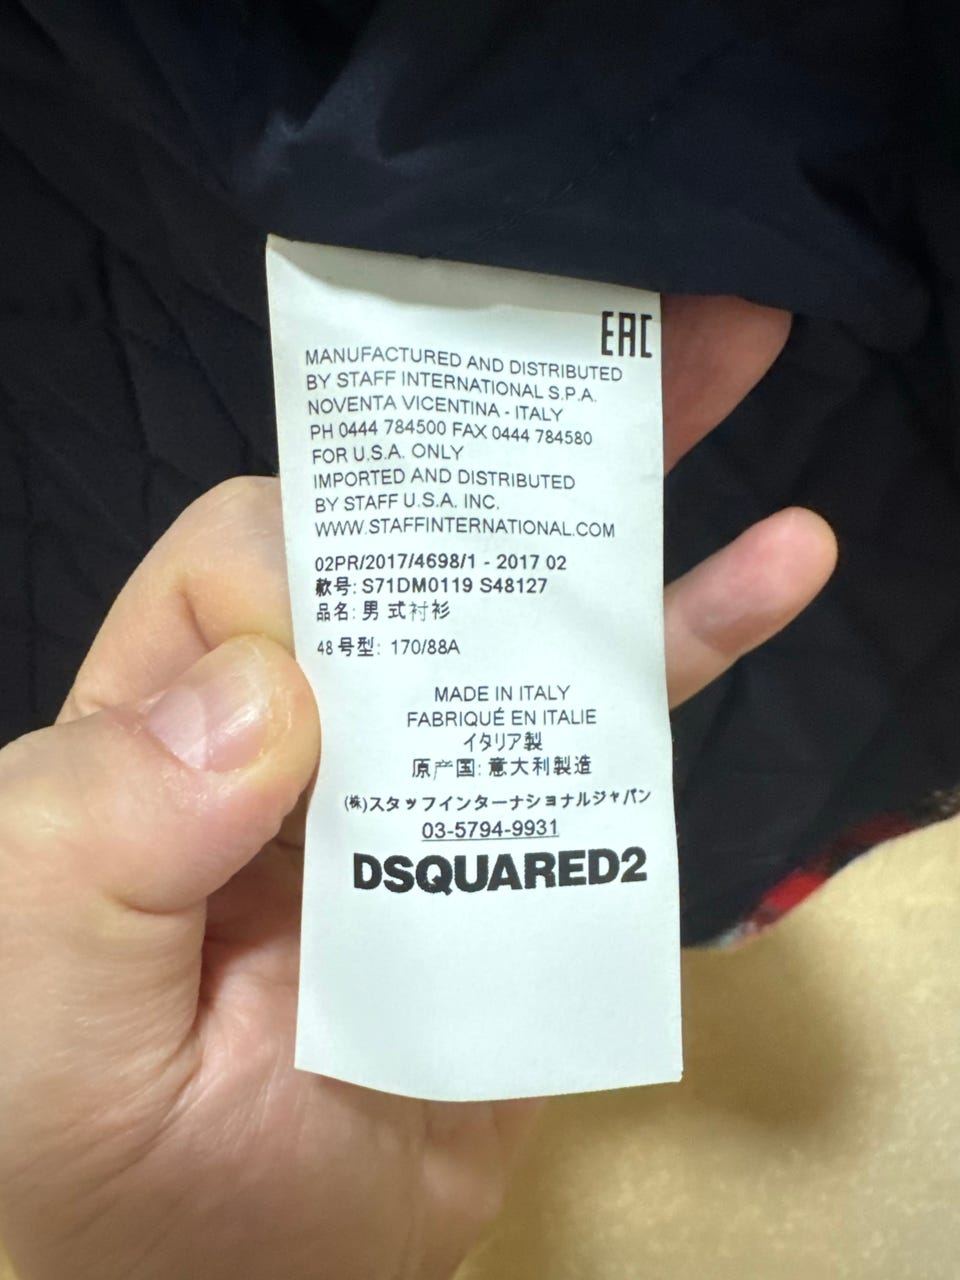 EAC
MANUFACTURED AND DISTRIBUTED
BY STAFF INTERNATIONAL S.P.A.
NOVENTA VICENTINA - ITALY
PH 0444 784500 FAX 0444 784580
FOR U.S.A. ONLY
IMPORTED AND DISTRIBUTED
BY STAFF U.S.A. INC.
WWW.STAFFINTERNATIONAL.COM
02PR/2017/4698/1 - 2017 02
款号: S71DM0119 S48127
品名: 男 式衬衫
48 号型: 170/88A
MADE IN ITALY
FABRIQUÉ EN ITALIE
イタリア製
原产国: 意大利製造
(株)スタッフインターナショナルジャパン
03-5794-9931
DSQUARED2